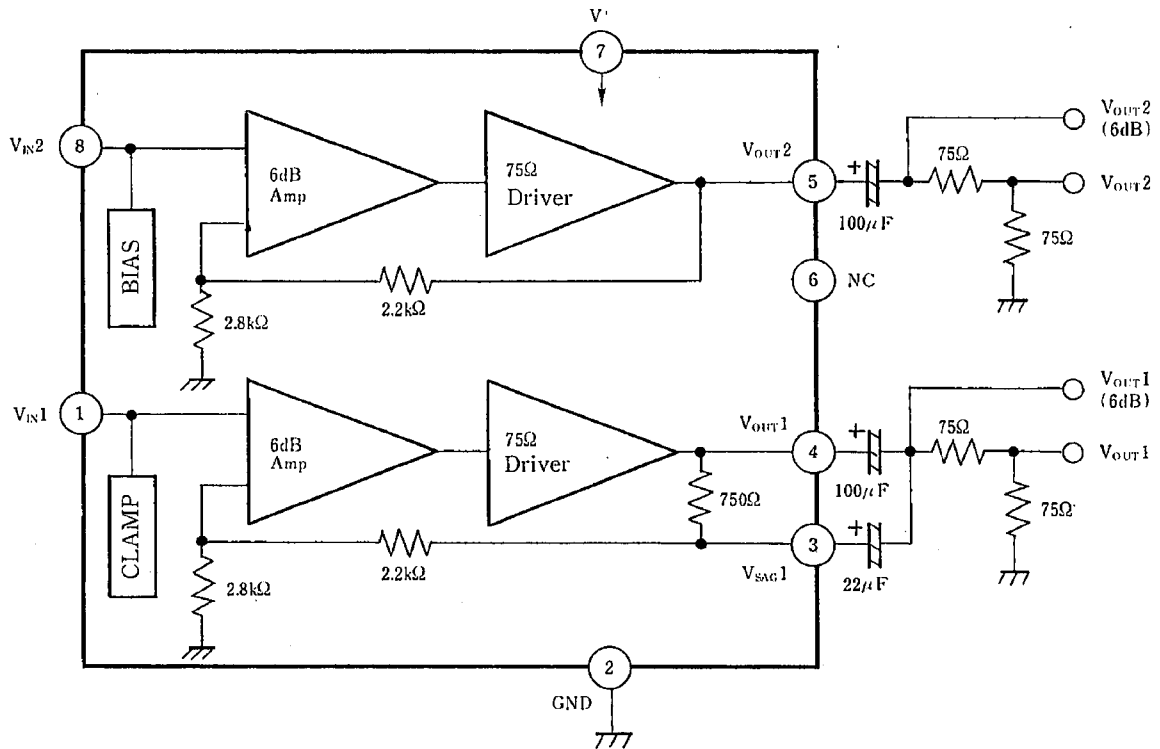 V+
7
VIN2
8
6dB
Amp
75Ω
Driver
VOUT2
5
+
100μF
75Ω
VOUT2
(6dB)
VOUT2
75Ω
BIAS
2.2kΩ
2.8kΩ
6
NC
VIN1
1
6dB
Amp
75Ω
Driver
VOUT1
4
+
100μF
75Ω
VOUT1
(6dB)
VOUT1
75Ω
750Ω
CLAMP
2.2kΩ
2.8kΩ
3
VSAG1
+
22μF
2
GND